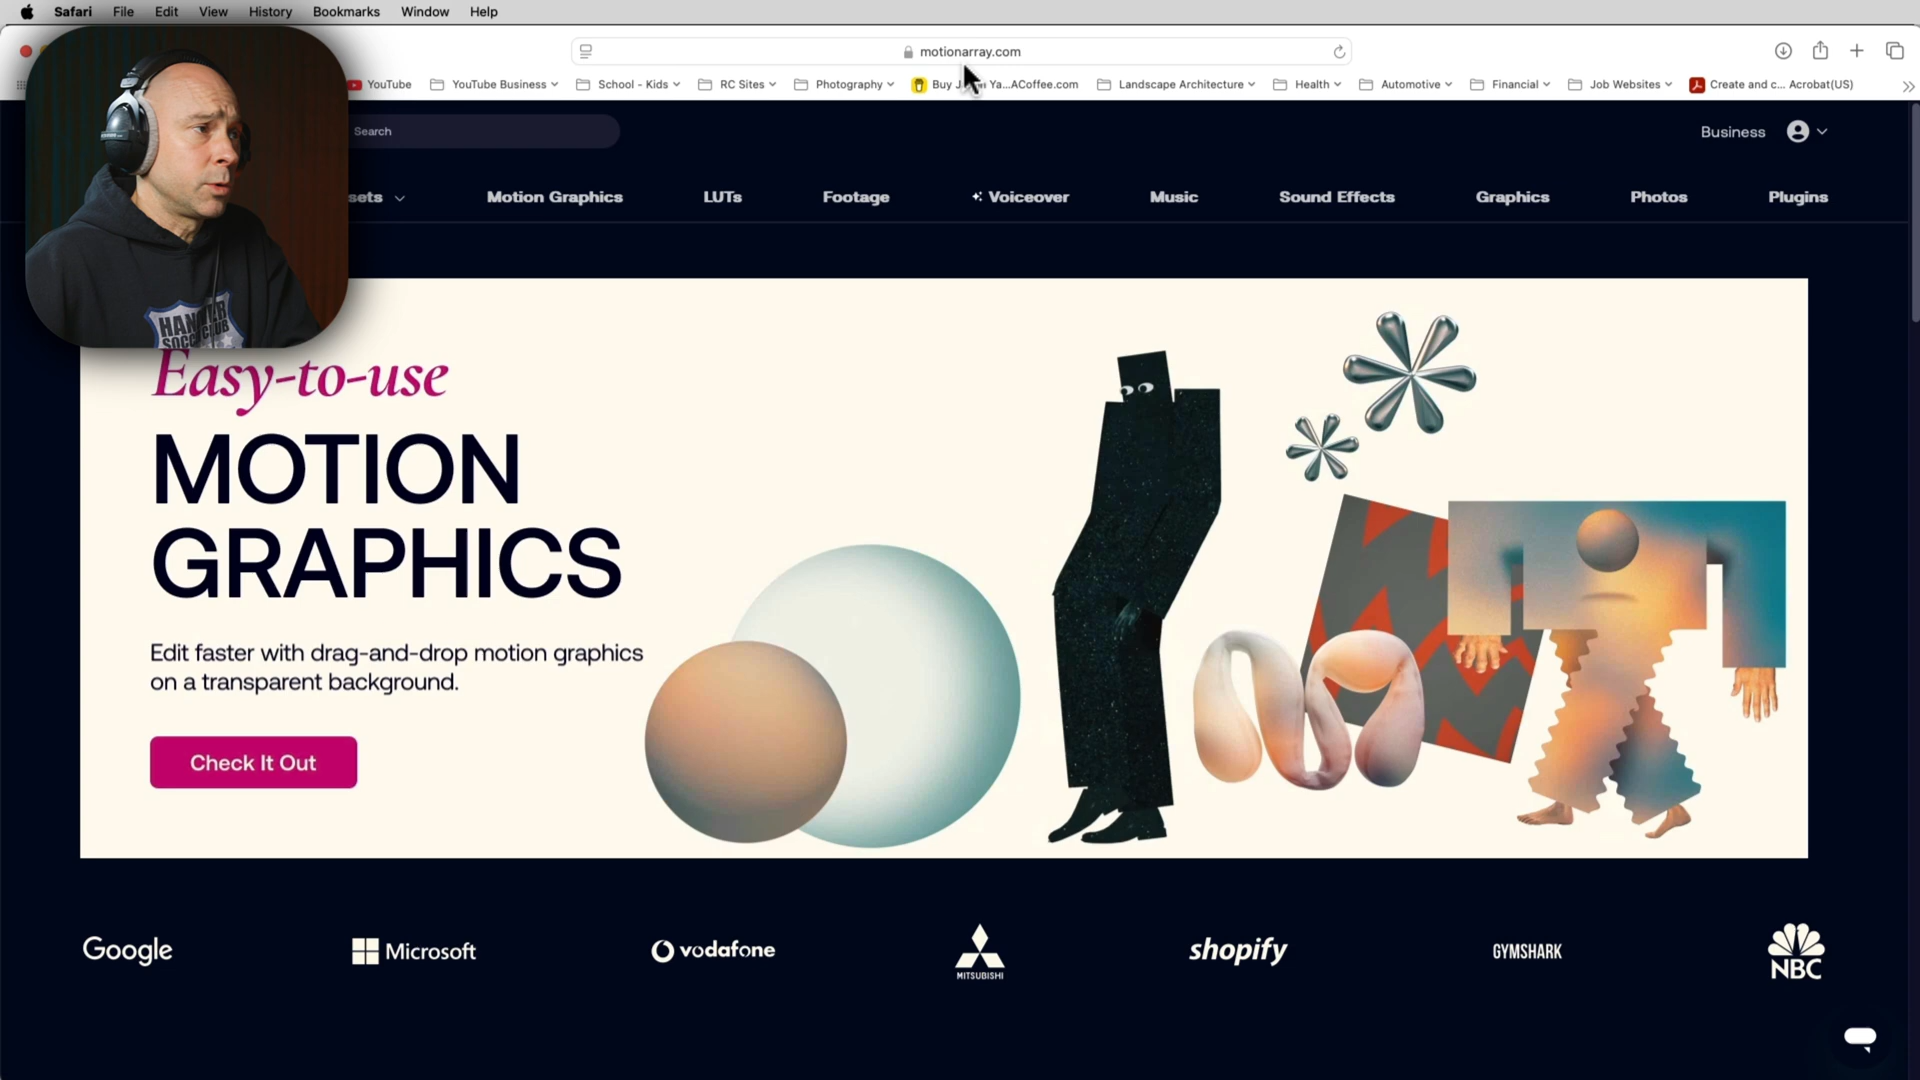 Safari File Edit View History Bookmarks Window Help
motionarray.com
YouTube YouTube Business School - Kids RC Sites Photography Buy J Ya...ACoffee.com Landscape Architecture Health Automotive Financial Job Websites Create and c... Acrobat(US)
Search
Business
sets Motion Graphics LUTs Footage Voiceover Music Sound Effects Graphics Photos Plugins
SOCC CLUB
Easy-to-use
MOTION
GRAPHICS
Edit faster with drag-and-drop motion graphics
on a transparent background.
Check It Out
Google Microsoft vodafone MITSUBISHI shopify GYMSHARK NBC